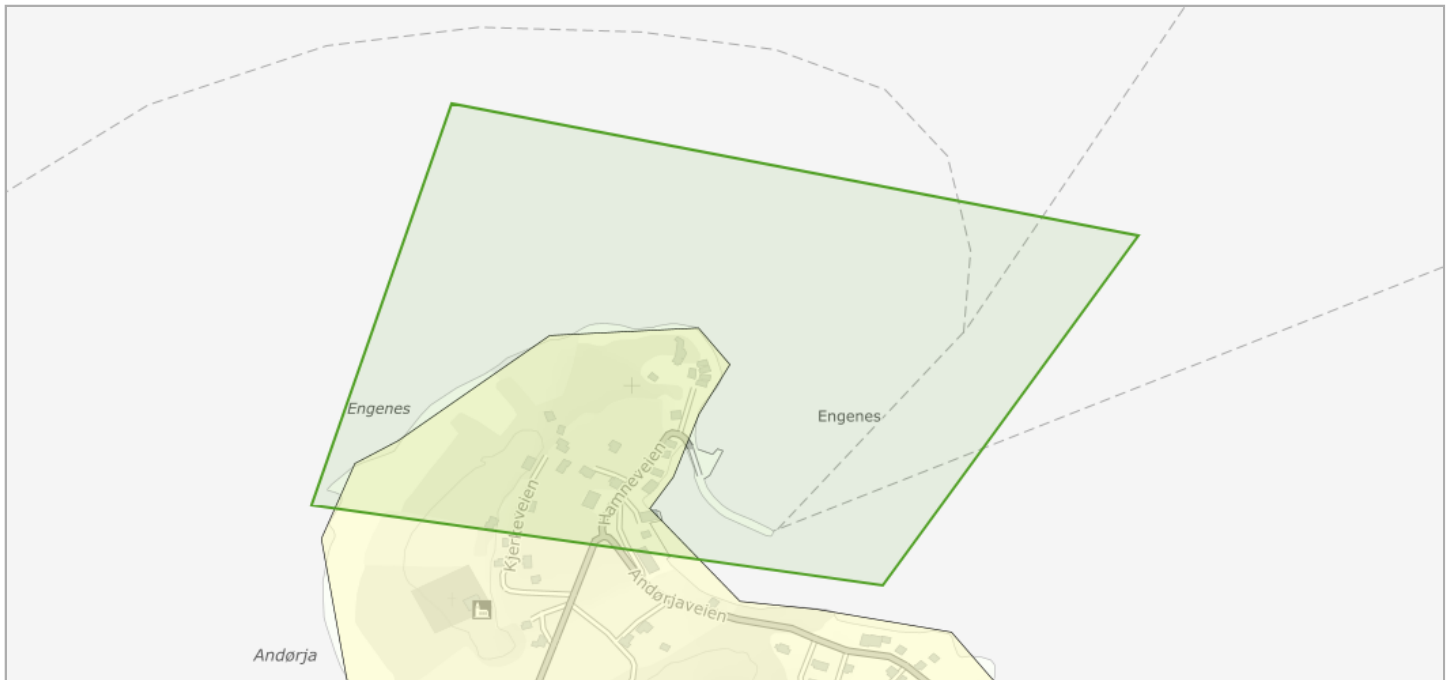 Engenes
Engenes
Hamneveien
Kjerkeveien
Andørjaveien
Andørja